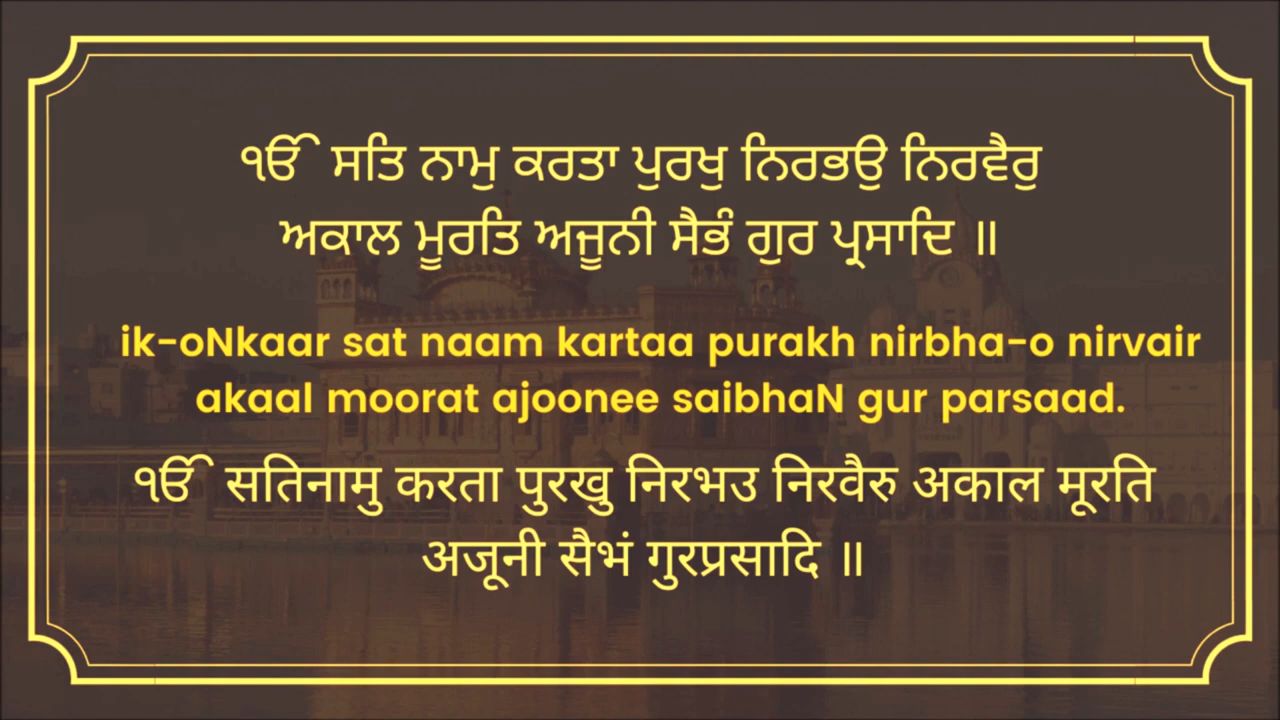 ੴ ਸਤਿ ਨਾਮੁ ਕਰਤਾ ਪੁਰਖੁ ਨਿਰਭਉ ਨਿਰਵੈਰੁ
ਅਕਾਲ ਮੂਰਤਿ ਅਜੂਨੀ ਸੈਭੰ ਗੁਰ ਪ੍ਰਸਾਦਿ ॥
ik-oNkaar sat naam kartaa purakh nirbha-o nirvair
akaal moorat ajoonee saibhaN gur parsaad.
ੴ सतिनामु करता पुरखु निरभउ निरवैरु अकाल मूरति
अजूनी सैभं गुरप्रसादि ॥